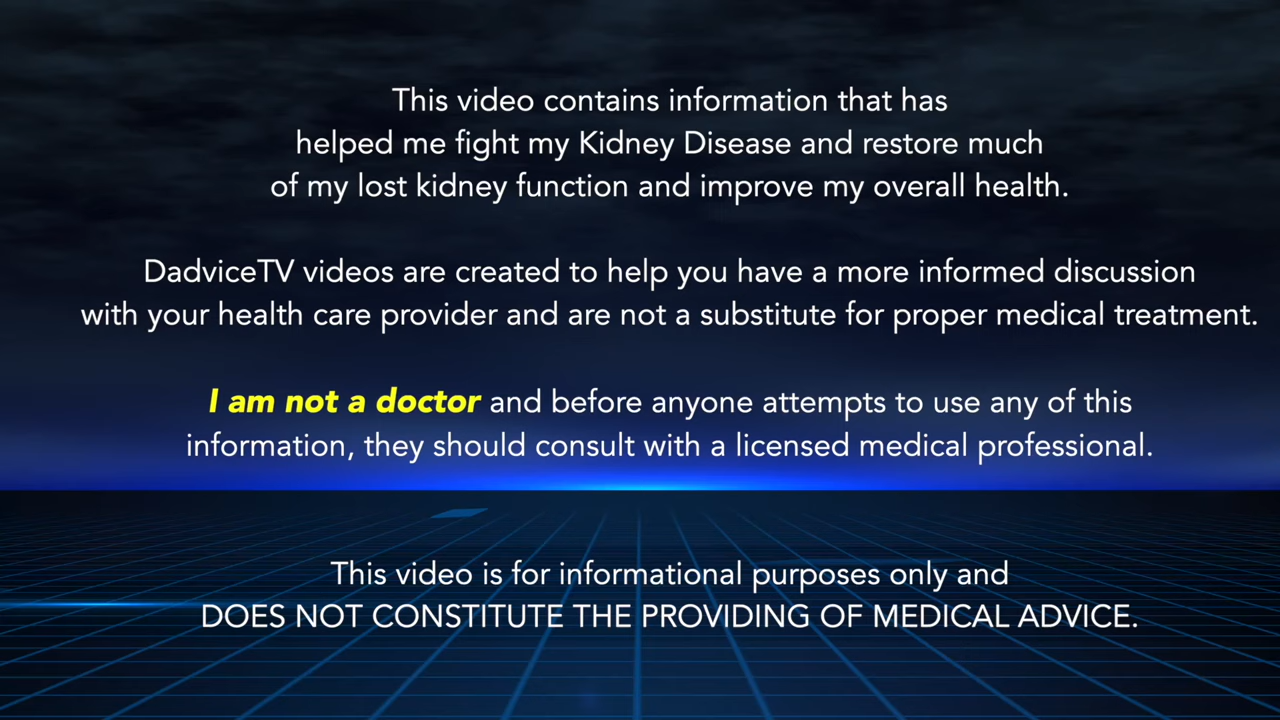 This video contains information that has
helped me fight my Kidney Disease and restore much
of my lost kidney function and improve my overall health.
DadviceTV videos are created to help you have a more informed discussion
with your health care provider and are not a substitute for proper medical treatment.
I am not a doctor and before anyone attempts to use any of this
information, they should consult with a licensed medical professional.
This video is for informational purposes only and
DOES NOT CONSTITUTE THE PROVIDING OF MEDICAL ADVICE.